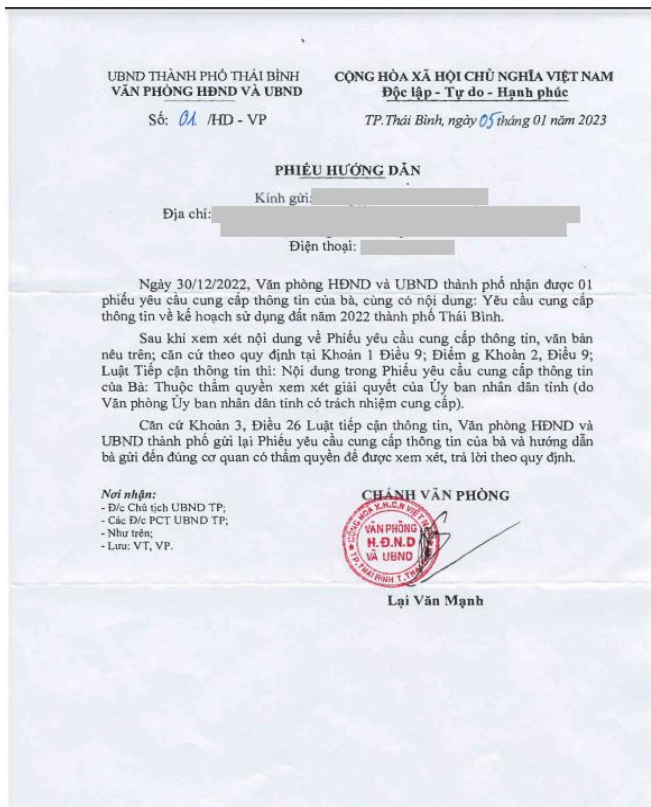 UBND THÀNH PHỐ THÁI BÌNH
VĂN PHÒNG HĐND VÀ UBND
Số: 01 /HD - VP
CỘNG HÒA XÃ HỘI CHỦ NGHĨA VIỆT NAM
Độc lập - Tự do - Hạnh phúc
TP.Thái Bình, ngày 05 tháng 01 năm 2023
PHIẾU HƯỚNG DẪN
Kính gửi:
Địa chỉ:
Điện thoại:
Ngày 30/12/2022, Văn phòng HĐND và UBND thành phố nhận được 01
phiếu yêu cầu cung cấp thông tin của bà, cùng có nội dung: Yêu cầu cung cấp
thông tin về kế hoạch sử dụng đất năm 2022 thành phố Thái Bình.
Sau khi xem xét nội dung về Phiếu yêu cầu cung cấp thông tin, văn bản
nêu trên; căn cứ theo quy định tại Khoản 1 Điều 9; Điểm g Khoản 2, Điều 9;
Luật Tiếp cận thông tin thì: Nội dung trong Phiếu yêu cầu cung cấp thông tin
của Bà: Thuộc thẩm quyền xem xét giải quyết của Ủy ban nhân dân tỉnh (do
Văn phòng Ủy ban nhân dân tỉnh có trách nhiệm cung cấp).
Căn cứ Khoản 3, Điều 26 Luật tiếp cận thông tin, Văn phòng HĐND và
UBND thành phố gửi lại Phiếu yêu cầu cung cấp thông tin của bà và hướng dẫn
bà gửi đến đúng cơ quan có thẩm quyền để được xem xét, trả lời theo quy định.
Nơi nhận:
- Đ/c Chủ tịch UBND TP;
- Các Đ/c PCT UBND TP;
- Như trên;
- Lưu: VT, VP.
CHÁNH VĂN PHÒNG
CỘNG HÒA X.H.C.N VIỆT NAM
VĂN PHÒNG
H.Đ.N.D
VÀ UBND
TP.THÁI BÌNH T.THÁI BÌNH
Lại Văn Mạnh